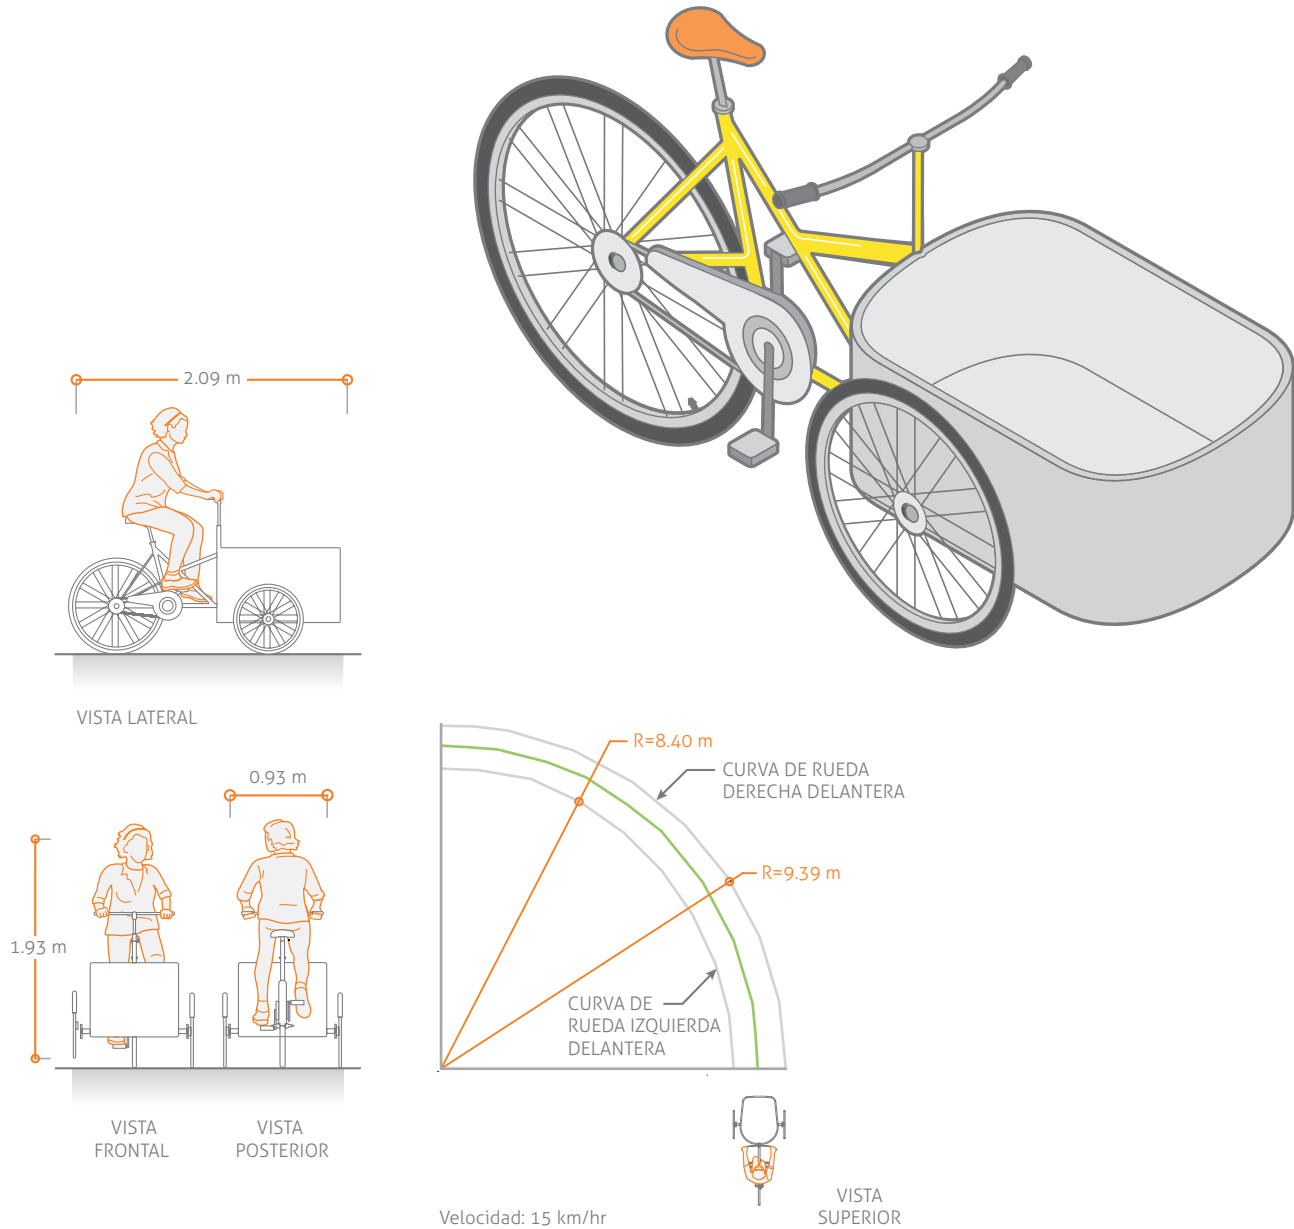 2.09 m
VISTA LATERAL
0.93 m
1.93 m
VISTA
FRONTAL
VISTA
POSTERIOR
R=8.40 m
CURVA DE RUEDA
DERECHA DELANTERA
R=9.39 m
CURVA DE
RUEDA IZQUIERDA
DELANTERA
Velocidad: 15 km/hr
VISTA
SUPERIOR